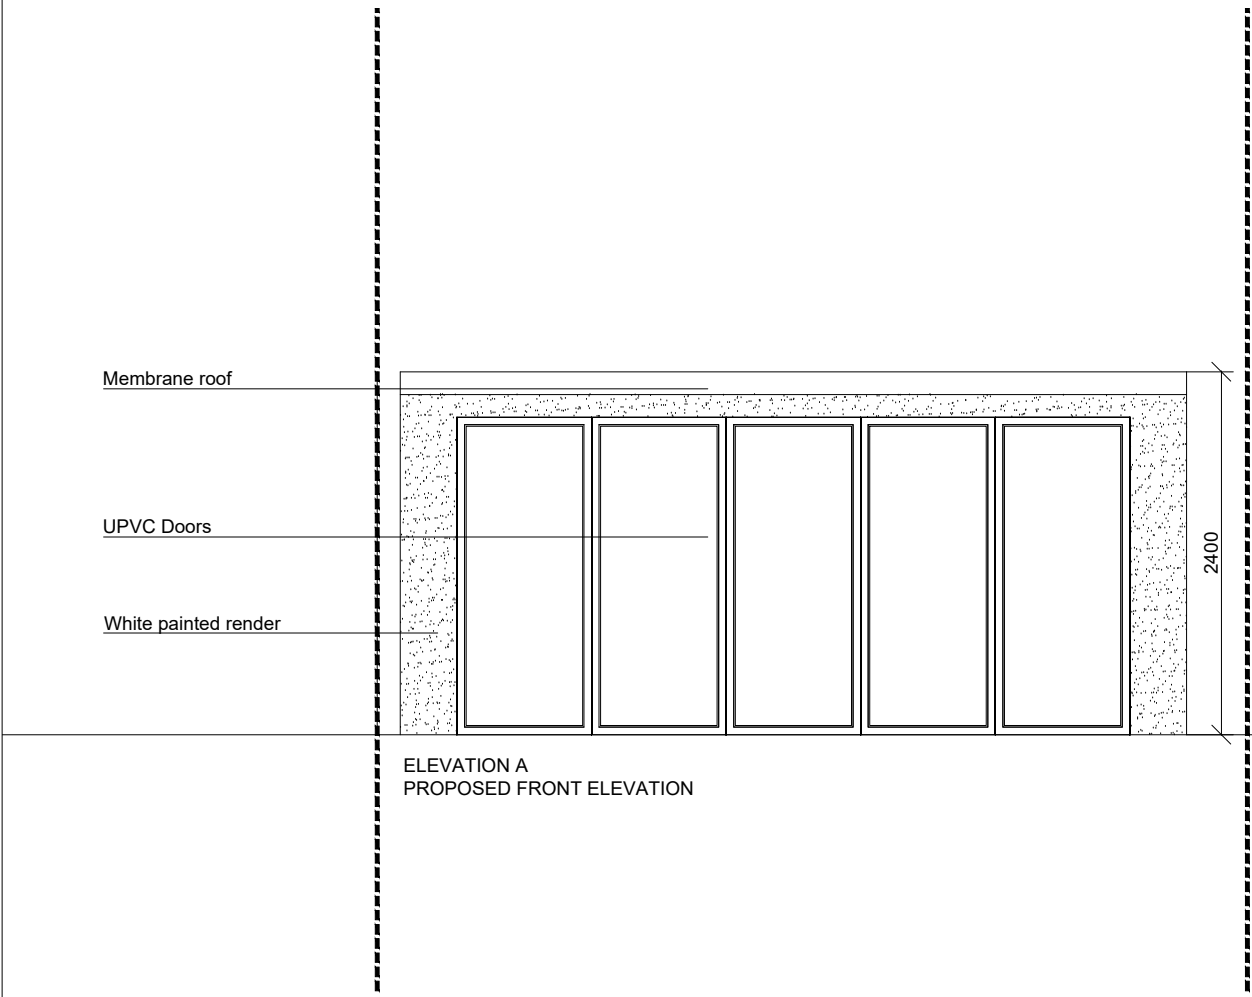 Membrane roof
UPVC Doors
2400
White painted render
ELEVATION A
PROPOSED FRONT ELEVATION